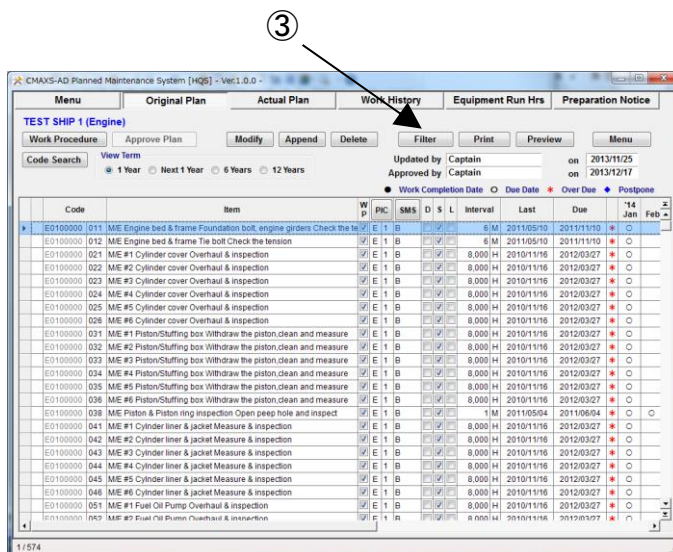 ③
CMAXS-AD Planned Maintenance System [HQS] - Ver.1.0.0 -
Menu Original Plan Actual Plan Work History Equipment Run Hrs Preparation Notice
TEST SHIP 1 (Engine)
Work Procedure Approve Plan Modify Append Delete Filter Print Preview Menu
Code Search View Term 1 Year Next 1 Year 6 Years 12 Years
Updated by Captain on 2013/11/25
Approved by Captain on 2013/12/17
● Work Completion Date ○ Due Date * Over Due ◆ Postpone
Code Item WP PIC SMS D S L Interval Last Due '14 Jan Feb
E0100000 011 M/E Engine bed & frame Foundation bolt, engine girders Check the te E 1 B 6 M 2011/05/10 2011/11/10 * ○
E0100000 012 M/E Engine bed & frame Tie bolt Check the tension E 1 B 6 M 2011/05/10 2011/11/10 * ○
E0100000 021 M/E #1 Cylinder cover Overhaul & inspection E 1 B 8,000 H 2010/11/16 2012/03/27 * ○
E0100000 022 M/E #2 Cylinder cover Overhaul & inspection E 1 B 8,000 H 2010/11/16 2012/03/27 * ○
E0100000 023 M/E #3 Cylinder cover Overhaul & inspection E 1 B 8,000 H 2010/11/16 2012/03/27 * ○
E0100000 024 M/E #4 Cylinder cover Overhaul & inspection E 1 B 8,000 H 2010/11/16 2012/03/27 * ○
E0100000 025 M/E #5 Cylinder cover Overhaul & inspection E 1 B 8,000 H 2010/11/16 2012/03/27 * ○
E0100000 026 M/E #6 Cylinder cover Overhaul & inspection E 1 B 8,000 H 2010/11/16 2012/03/27 * ○
E0100000 031 M/E #1 Piston/Stuffing box Withdraw the piston,clean and measure E 1 B 8,000 H 2010/11/16 2012/03/27 * ○
E0100000 032 M/E #2 Piston/Stuffing box Withdraw the piston,clean and measure E 1 B 8,000 H 2010/11/16 2012/03/27 * ○
E0100000 033 M/E #3 Piston/Stuffing box Withdraw the piston,clean and measure E 1 B 8,000 H 2010/11/16 2012/03/27 * ○
E0100000 034 M/E #4 Piston/Stuffing box Withdraw the piston,clean and measure E 1 B 8,000 H 2010/11/16 2012/03/27 * ○
E0100000 035 M/E #5 Piston/Stuffing box Withdraw the piston,clean and measure E 1 B 8,000 H 2010/11/16 2012/03/27 * ○
E0100000 036 M/E #6 Piston/Stuffing box Withdraw the piston,clean and measure E 1 B 8,000 H 2010/11/16 2012/03/27 * ○
E0100000 038 M/E Piston & Piston ring inspection Open peep hole and inspect E 1 B 1 M 2011/05/04 2011/06/04 * ○ ○
E0100000 041 M/E #1 Cylnder liner & jacket Measure & inspection E 1 B 8,000 H 2010/11/16 2012/03/27 * ○
E0100000 042 M/E #2 Cylinder liner & jacket Measure & inspection E 1 B 8,000 H 2010/11/16 2012/03/27 * ○
E0100000 043 M/E #3 Cylinder liner & jacket Measure & inspection E 1 B 8,000 H 2010/11/16 2012/03/27 * ○
E0100000 044 M/E #4 Cylinder liner & jacket Measure & inspection E 1 B 8,000 H 2010/11/16 2012/03/27 * ○
E0100000 045 M/E #5 Cylinder liner & jacket Measure & inspection E 1 B 8,000 H 2010/11/16 2012/03/27 * ○
E0100000 046 M/E #6 Cylinder liner & jacket Measure & inspection E 1 B 8,000 H 2010/11/16 2012/03/27 * ○
E0100000 051 M/E #1 Fuel Oil Pump Overhaul & inspection E 1 B 8,000 H 2010/11/16 2012/03/27 * ○
E0100000 052 M/E #2 Fuel Oil Pump Overhaul & inspection E 1 B 8,000 H 2010/11/16 2012/03/27 * ○
1 / 574